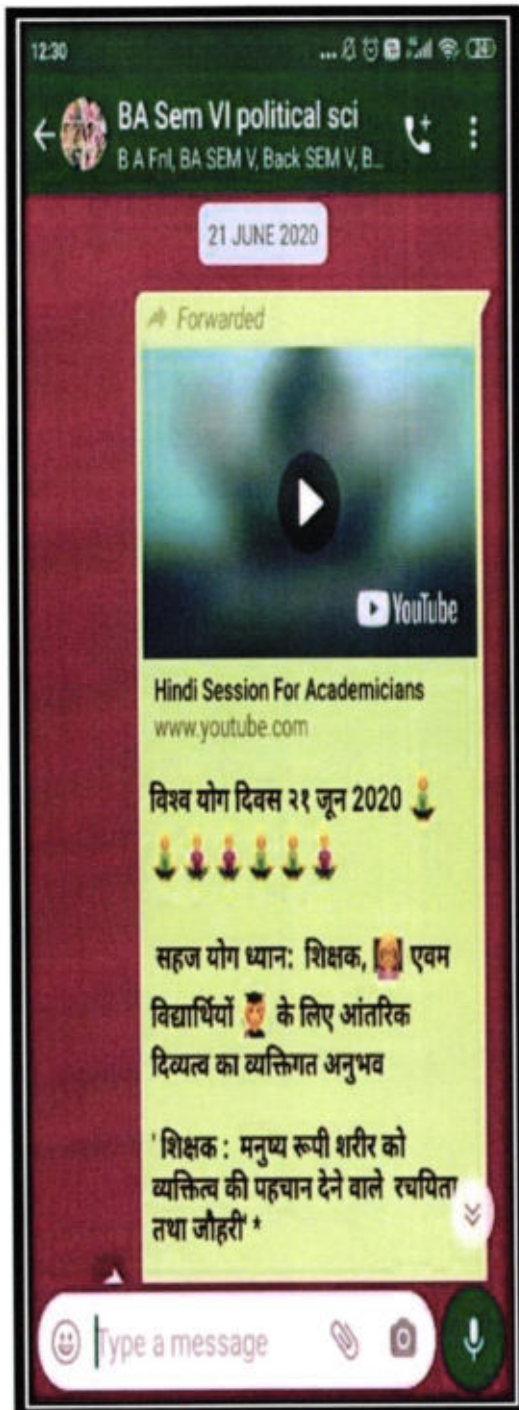 12:30
BA Sem VI political sci
B A Fnl, BA SEM V, Back SEM V, B...
21 JUNE 2020
Forwarded
YouTube
Hindi Session For Academicians
www.youtube.com
विश्व योग दिवस २१ जून 2020
सहज योग ध्यान: शिक्षक, एवम
विद्यार्थियों के लिए आंतरिक
दिव्यत्व का व्यक्तिगत अनुभव
' शिक्षक : मनुष्य रूपी शरीर को
व्यक्तित्व की पहचान देने वाले रचयिता
तथा जौहरी' *
Type a message